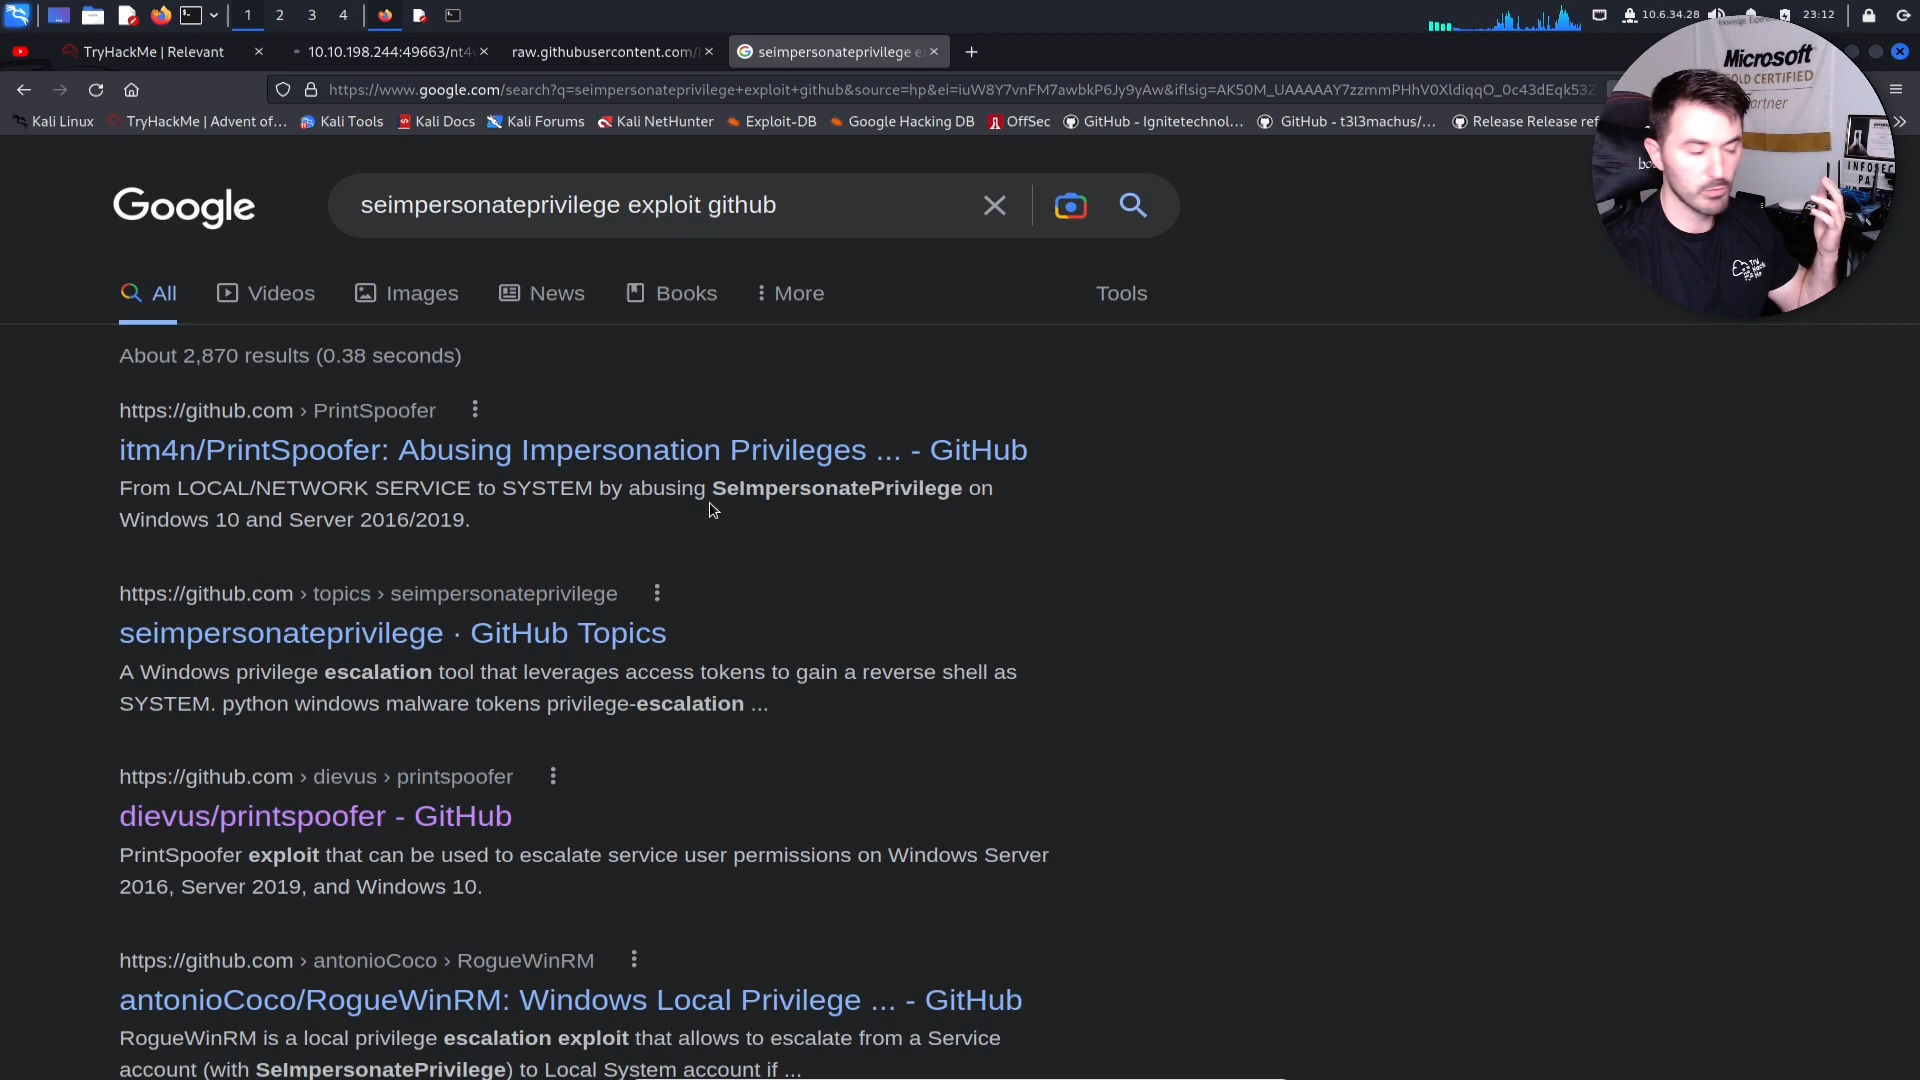 1 2 3 4
10.6.34.28
23:12
TryHackMe | Relevant
10.10.198.244:49663/nt4
raw.githubusercontent.com/
seimpersonateprivilege e
https://www.google.com/search?q=seimpersonateprivilege+exploit+github&source=hp&ei=iuW8Y7vnFM7awbkP6Jy9yAw&iflsig=AK50M_UAAAAAY7zzmmPHhV0XldiqqO_0c43dEqk53Z
Kali Linux
TryHackMe | Advent of...
Kali Tools
Kali Docs
Kali Forums
Kali NetHunter
Exploit-DB
Google Hacking DB
OffSec
GitHub - Ignitetechnol...
GitHub - t3l3machus/...
Release Release ref
Microsoft
GOLD CERTIFIED
Partner
INFOSEC
Try
Hack
Me
Google
seimpersonateprivilege exploit github
All
Videos
Images
News
Books
More
Tools
About 2,870 results (0.38 seconds)
https://github.com › PrintSpoofer
itm4n/PrintSpoofer: Abusing Impersonation Privileges ... - GitHub
From LOCAL/NETWORK SERVICE to SYSTEM by abusing SeImpersonatePrivilege on
Windows 10 and Server 2016/2019.
https://github.com › topics › seimpersonateprivilege
seimpersonateprivilege · GitHub Topics
A Windows privilege escalation tool that leverages access tokens to gain a reverse shell as
SYSTEM. python windows malware tokens privilege-escalation ...
https://github.com › dievus › printspoofer
dievus/printspoofer - GitHub
PrintSpoofer exploit that can be used to escalate service user permissions on Windows Server
2016, Server 2019, and Windows 10.
https://github.com › antonioCoco › RogueWinRM
antonioCoco/RogueWinRM: Windows Local Privilege ... - GitHub
RogueWinRM is a local privilege escalation exploit that allows to escalate from a Service
account (with SeImpersonatePrivilege) to Local System account if ...